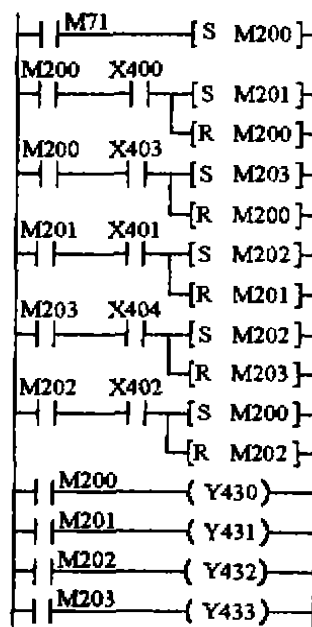 M71
S M200
M200 X400
S M201
R M200
M200 X403
S M203
R M200
M201 X401
S M202
R M201
M203 X404
S M202
R M203
M202 X402
S M200
R M202
M200
Y430
M201
Y431
M202
Y432
M203
Y433